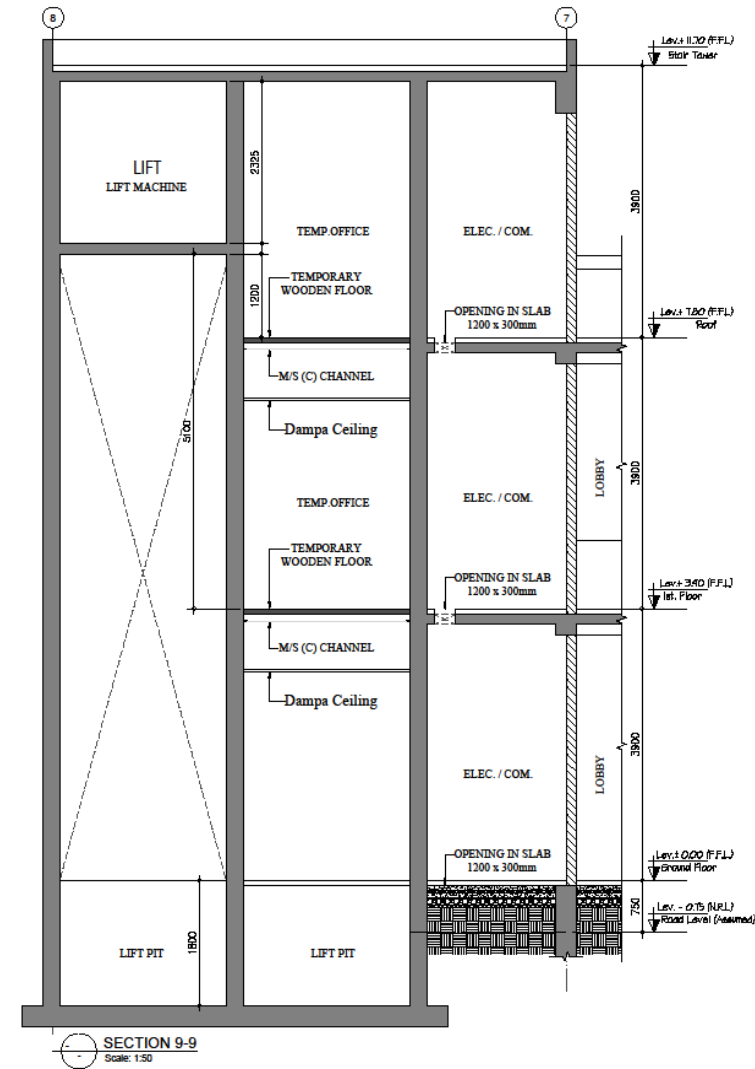 8
7
Lev.+ 11.70 (F.F.L)
Stair Tower
LIFT
LIFT MACHINE
2325
3900
TEMP.OFFICE
ELEC. / COM.
TEMPORARY
WOODEN FLOOR
1200
OPENING IN SLAB
1200 x 300mm
Lev.+ 7.80 (F.F.L)
Roof
M/S (C) CHANNEL
Dampa Ceiling
5100
LOBBY
3900
TEMP.OFFICE
ELEC. / COM.
TEMPORARY
WOODEN FLOOR
OPENING IN SLAB
1200 x 300mm
Lev.+ 3.90 (F.F.L)
1st. Floor
M/S (C) CHANNEL
Dampa Ceiling
3900
ELEC. / COM.
LOBBY
OPENING IN SLAB
1200 x 300mm
Lev.± 0.00 (F.F.L)
Ground Floor
750
Lev. - 0.75 (N.R.L)
Road Level (Assumed)
1800
LIFT PIT
LIFT PIT
SECTION 9-9
Scale: 1:50